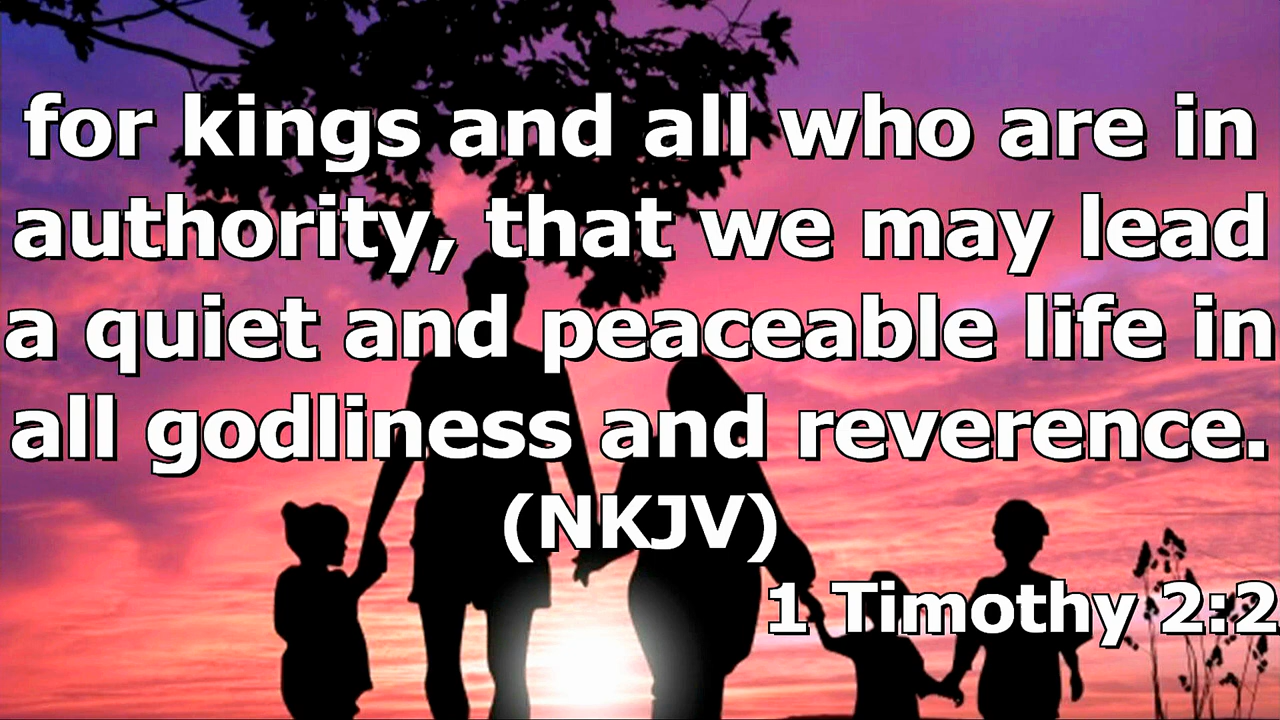 for kings and all who are in
authority, that we may lead
a quiet and peaceable life in
all godliness and reverence.
(NKJV)
1 Timothy 2:2